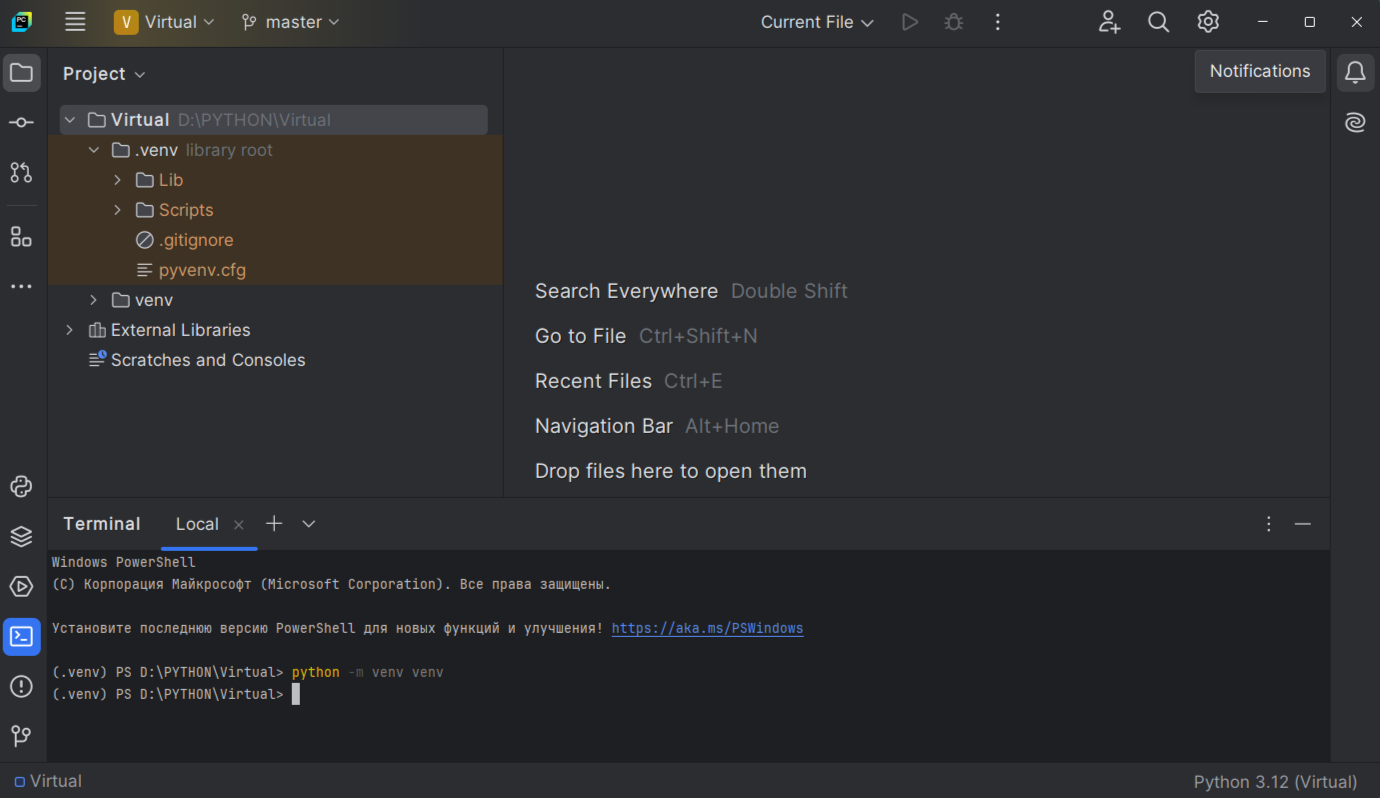 PC
V Virtual master Current File
Project
Notifications
Virtual D:\PYTHON\Virtual
.venv library root
Lib
Scripts
.gitignore
pyvenv.cfg
venv
External Libraries
Scratches and Consoles
Search Everywhere Double Shift
Go to File Ctrl+Shift+N
Recent Files Ctrl+E
Navigation Bar Alt+Home
Drop files here to open them
Terminal Local
Windows PowerShell
(C) Корпорация Майкрософт (Microsoft Corporation). Все права защищены.
Установите последнюю версию PowerShell для новых функций и улучшения! https://aka.ms/PSWindows
(.venv) PS D:\PYTHON\Virtual> python -m venv venv
(.venv) PS D:\PYTHON\Virtual>
Virtual
Python 3.12 (Virtual)